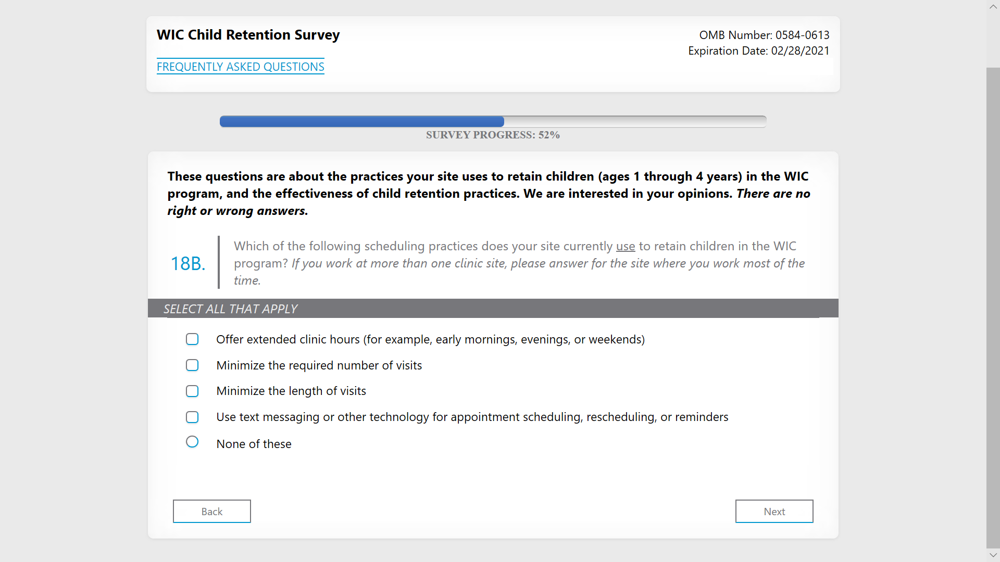 WIC Child Retention Survey
OMB Number: 0584-0613
Expiration Date: 02/28/2021
FREQUENTLY ASKED QUESTIONS
SURVEY PROGRESS: 52%
These questions are about the practices your site uses to retain children (ages 1 through 4 years) in the WIC
program, and the effectiveness of child retention practices. We are interested in your opinions. There are no
right or wrong answers.
18B.
Which of the following scheduling practices does your site currently use to retain children in the WIC
program? If you work at more than one clinic site, please answer for the site where you work most of the
time.
SELECT ALL THAT APPLY
Offer extended clinic hours (for example, early mornings, evenings, or weekends)
Minimize the required number of visits
Minimize the length of visits
Use text messaging or other technology for appointment scheduling, rescheduling, or reminders
None of these
Back
Next